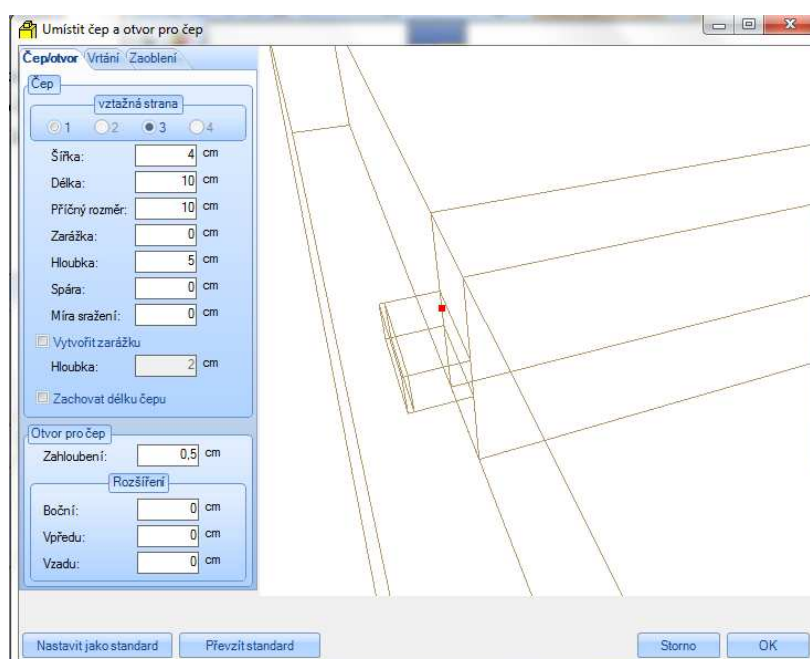 Umístit čep a otvor pro čep
Čep/otvor Vrtání Zaoblení
Čep
vztažná strana
1 2 3 4
Šířka: 4 cm
Délka: 10 cm
Příčný rozměr: 10 cm
Zarážka: 0 cm
Hloubka: 5 cm
Spára: 0 cm
Míra sražení: 0 cm
Vytvořit zarážku
Hloubka: 2 cm
Zachovat délku čepu
Otvor pro čep
Zahloubení: 0,5 cm
Rozšíření
Boční: 0 cm
Vpředu: 0 cm
Vzadu: 0 cm
Nastavit jako standard Převzít standard Storno OK